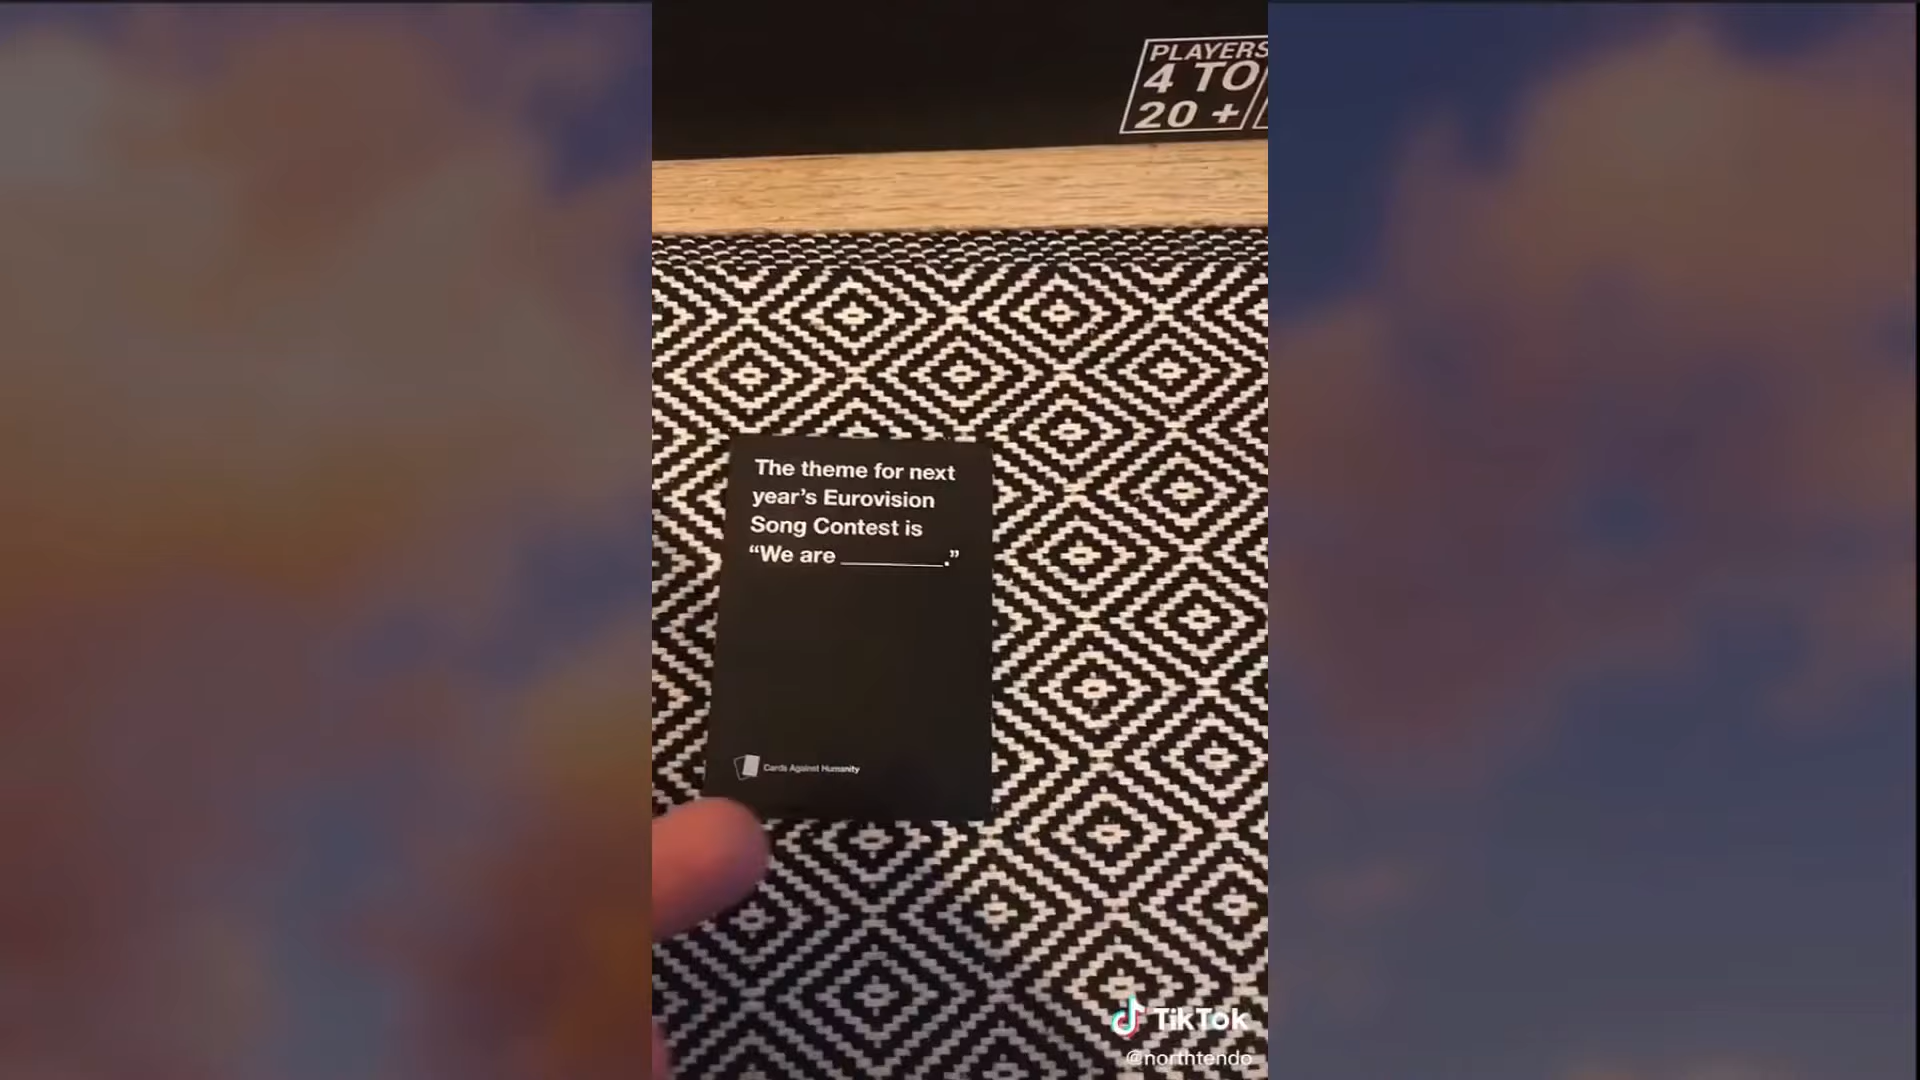 PLAYERS
4 TO
20 +
The theme for next
year's Eurovision
Song Contest is
“We are ________.”
Cards Against Humanity
TikTok
@northtendo